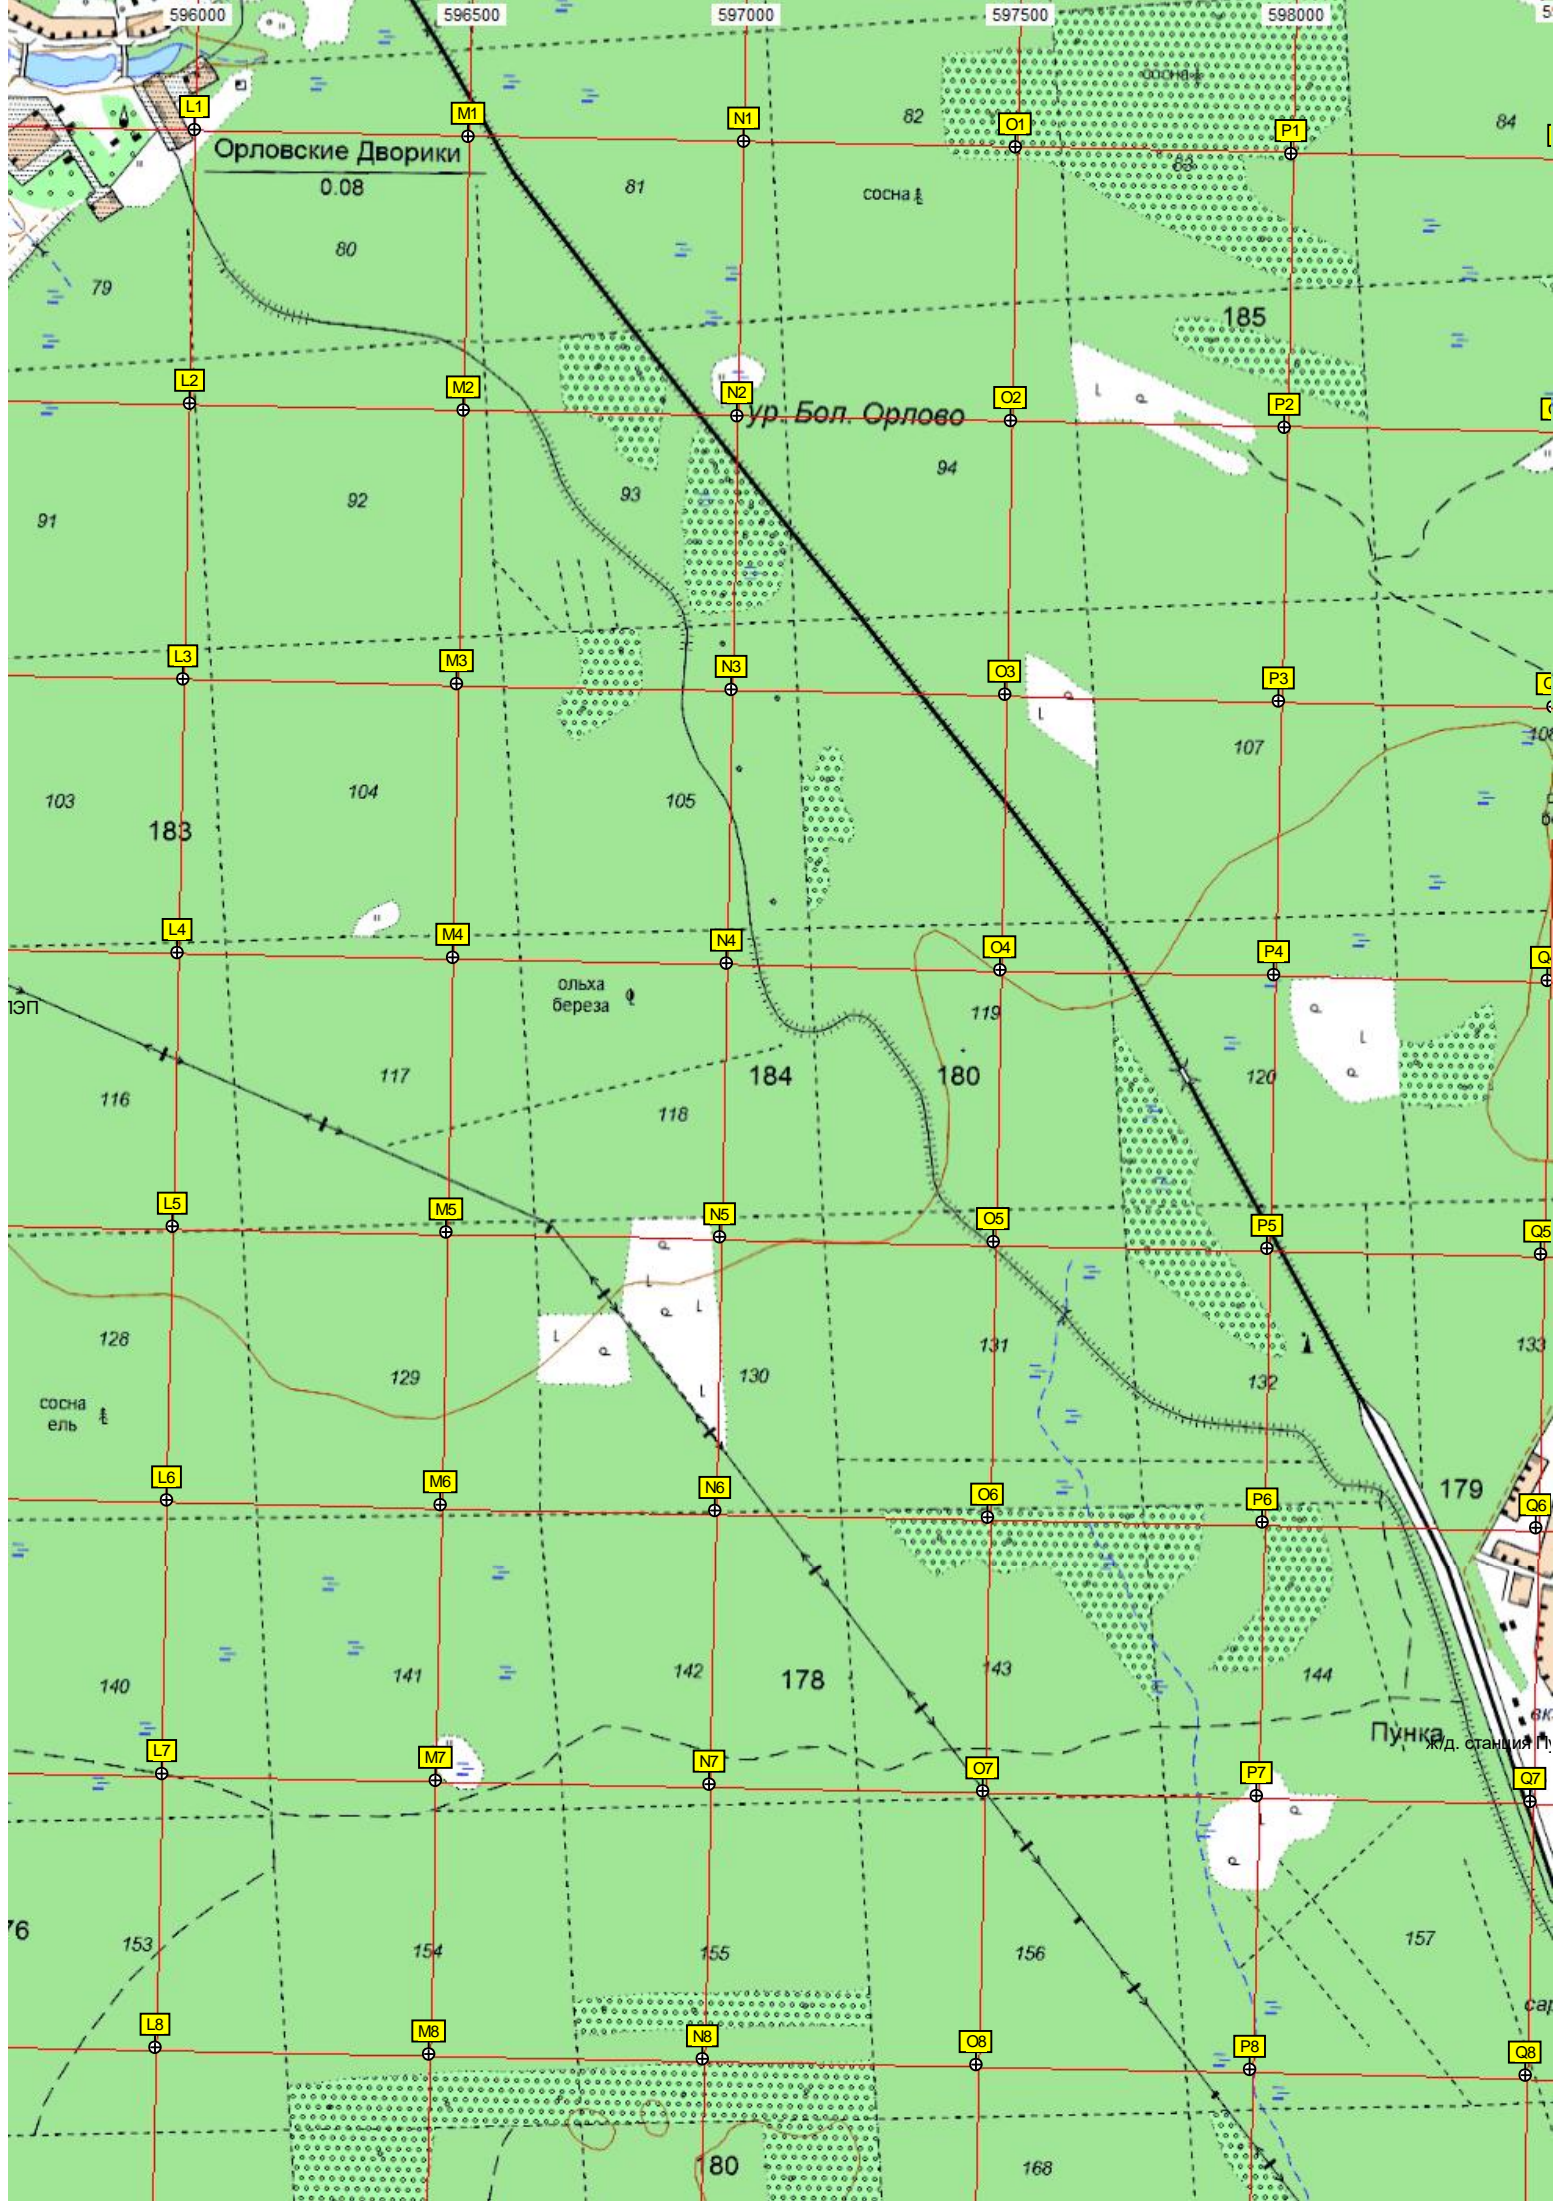 596000 596500 597000 597500 598000
L1 M1 N1 O1 P1
сосна
82 84
Орловские Дворики
0.08
81 83
сосна
80
79
185
L2 M2 N2 O2 P2
ур. Бол. Орлово
94
92 93
91
L3 M3 N3 O3 P3
107 108
103 104 105
183
L4 M4 N4 O4 P4
ольха
береза
ЛЭП
119
117 184 180 120
116 118
L5 M5 N5 O5 P5 Q5
128 131 133
129 130 132
сосна
ель
L6 M6 N6 O6 P6 Q6
179
140 141 142 178 143 144
Пунка
ж/д. станция
L7 M7 N7 O7 P7 Q7
76
153 154 155 156 157
L8 M8 N8 O8 P8 Q8
180 168